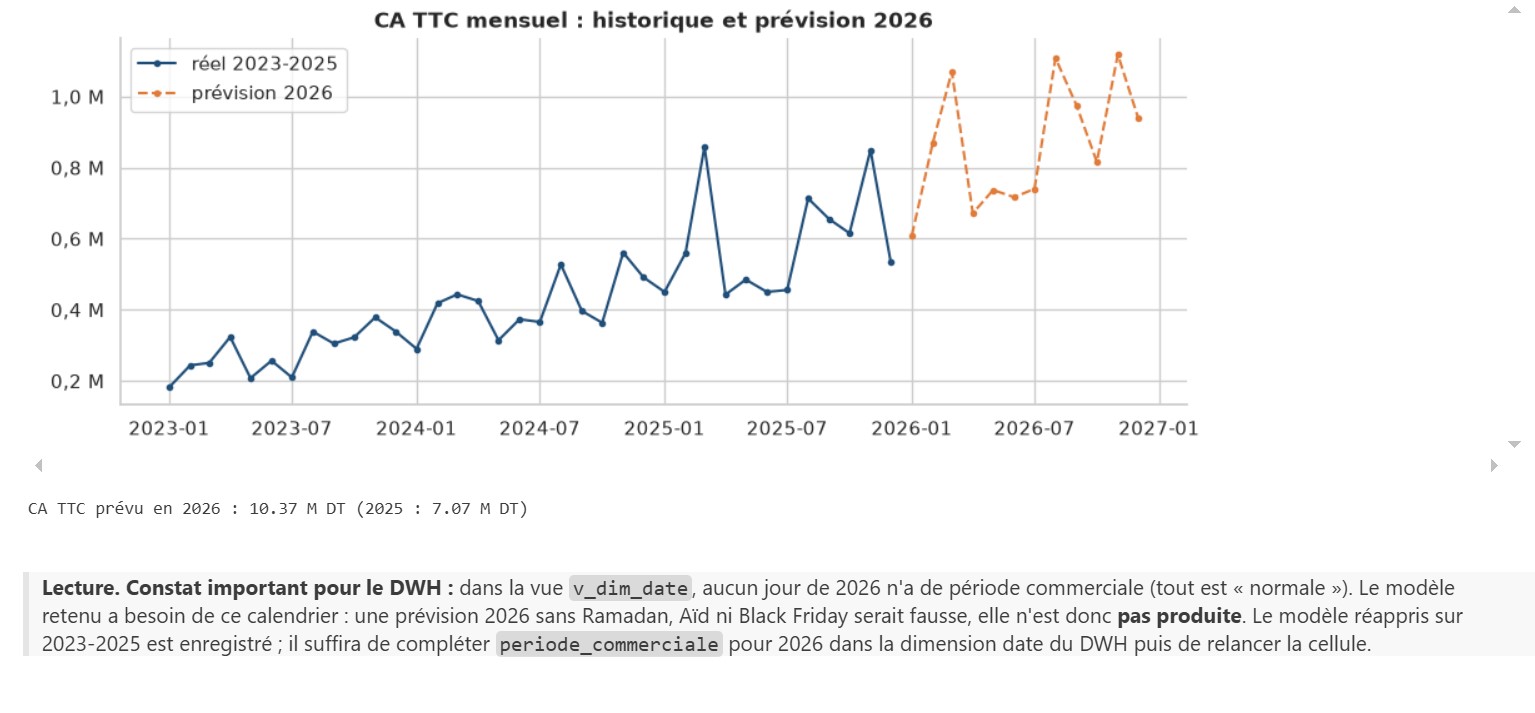 CA TTC mensuel : historique et prévision 2026
réel 2023-2025
prévision 2026
1,0 M
0,8 M
0,6 M
0,4 M
0,2 M
2023-01 2023-07 2024-01 2024-07 2025-01 2025-07 2026-01 2026-07 2027-01
CA TTC prévu en 2026 : 10.37 M DT (2025 : 7.07 M DT)
Lecture. Constat important pour le DWH : dans la vue v_dim_date, aucun jour de 2026 n'a de période commerciale (tout est « normale »). Le modèle
retenu a besoin de ce calendrier : une prévision 2026 sans Ramadan, Aïd ni Black Friday serait fausse, elle n'est donc pas produite. Le modèle réappris sur
2023-2025 est enregistré ; il suffira de compléter periode_commerciale pour 2026 dans la dimension date du DWH puis de relancer la cellule.